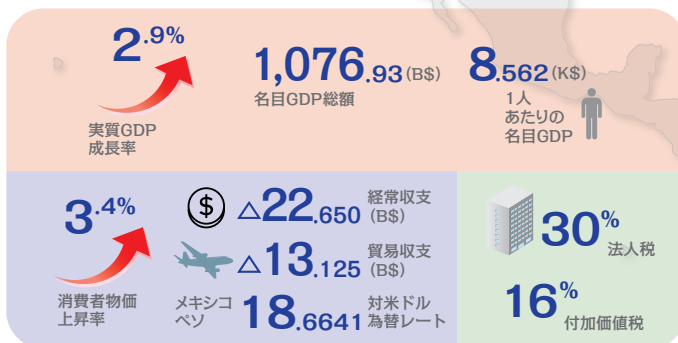 2.9%
実質GDP
成長率
1,076.93(B$)
名目GDP総額
8.562(K$)
1人
あたりの
名目GDP
3.4%
消費者物価
上昇率
$
△22.650
経常収支
(B$)
△13.125
貿易収支
(B$)
メキシコ
ペソ
18.6641
対米ドル
為替レート
30%
法人税
16%
付加価値税